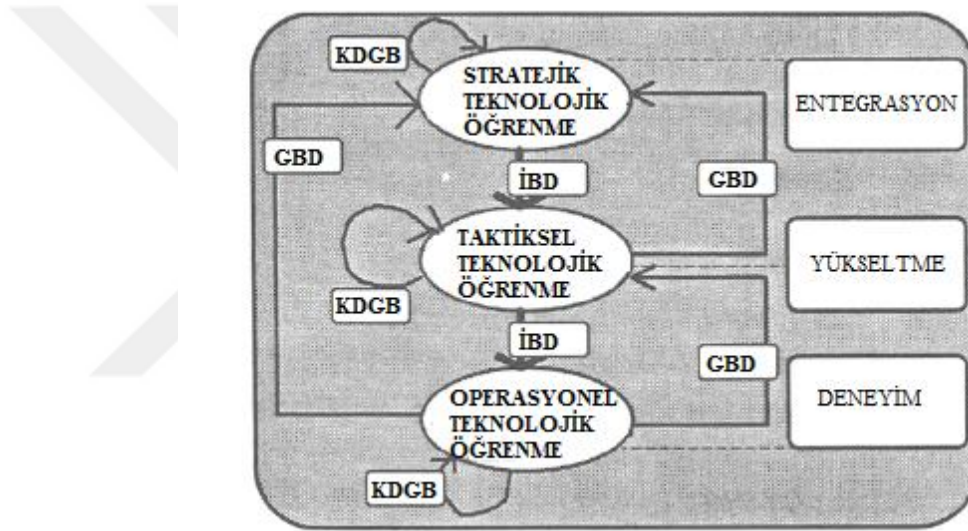 KDGB
STRATEJİK
TEKNOLOJİK
ÖĞRENME
ENTEGRASYON
GBD
İBD
GBD
TAKTİKSEL
TEKNOLOJİK
ÖĞRENME
YÜKSELTME
KDGB
İBD
GBD
OPERASYONEL
TEKNOLOJİK
ÖĞRENME
DENEYİM
KDGB